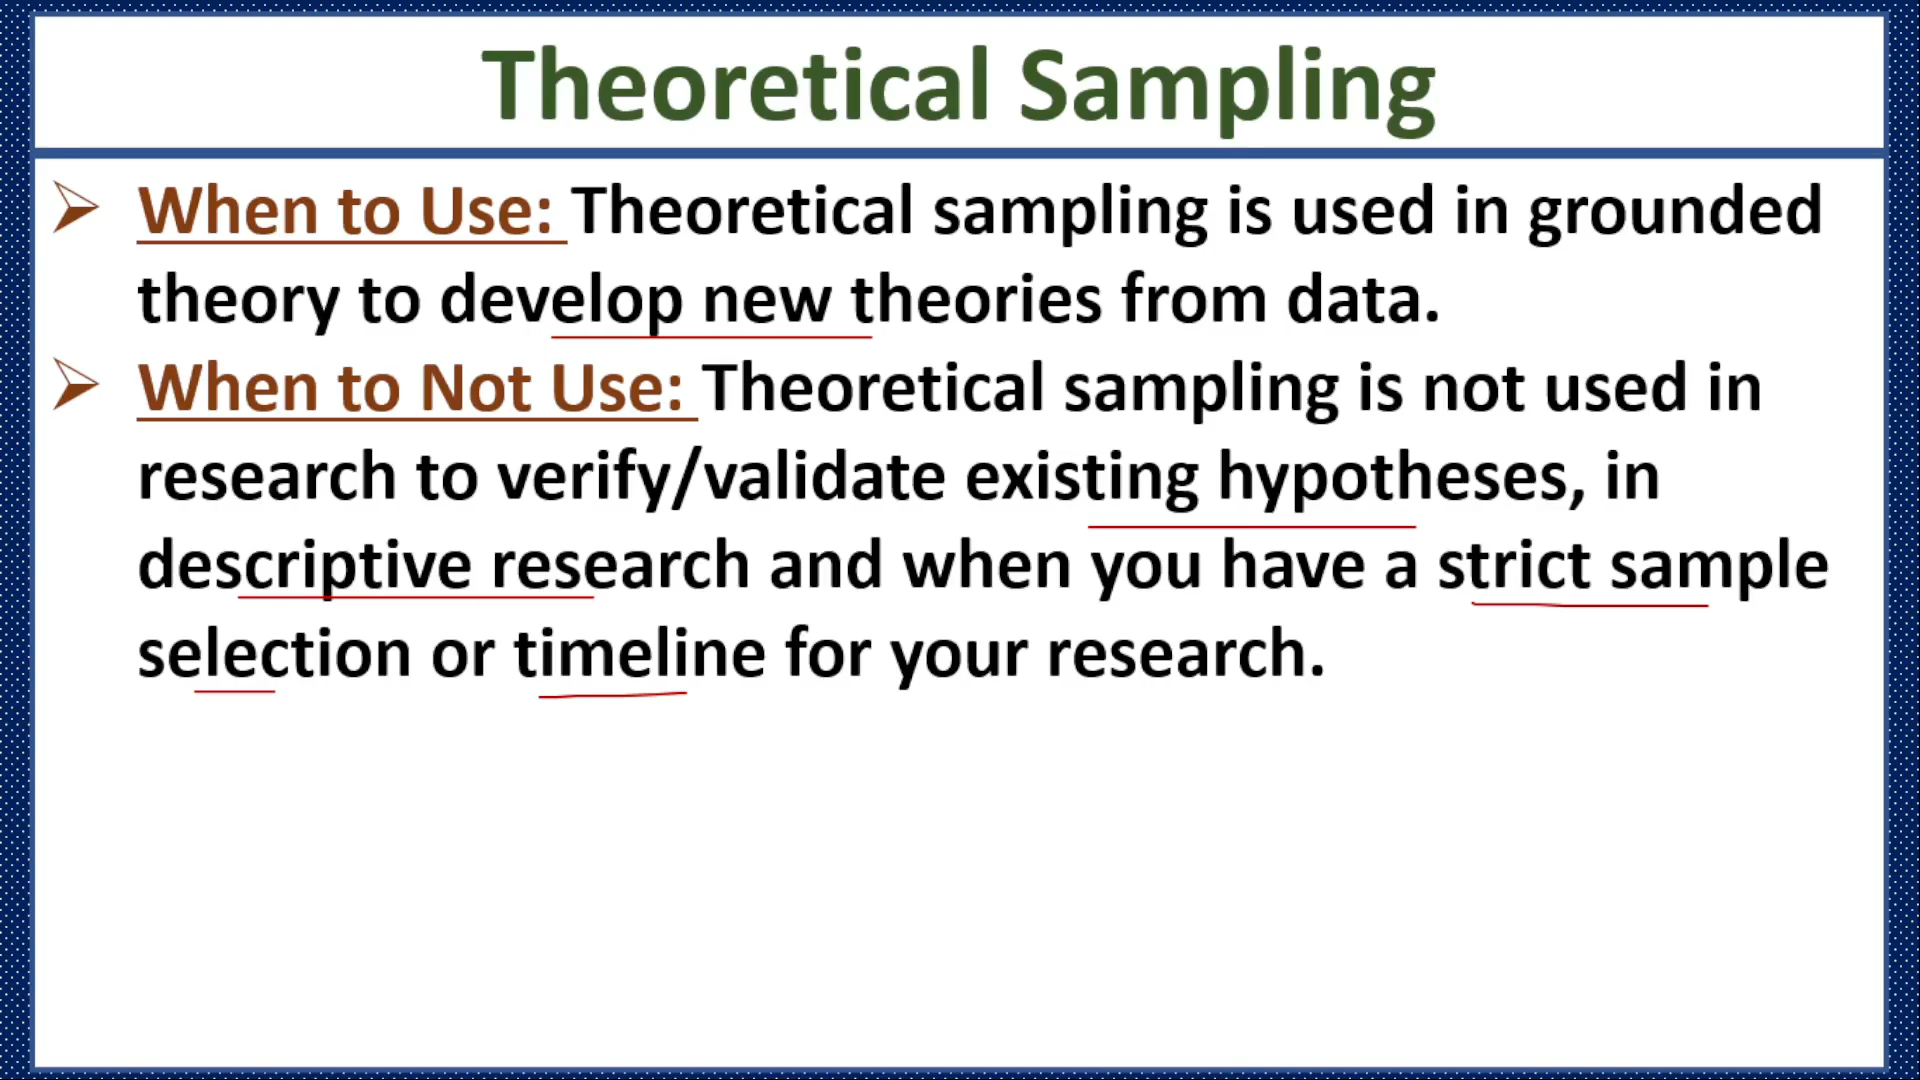 Theoretical Sampling
When to Use: Theoretical sampling is used in grounded
theory to develop new theories from data.
When to Not Use: Theoretical sampling is not used in
research to verify/validate existing hypotheses, in
descriptive research and when you have a strict sample
selection or timeline for your research.